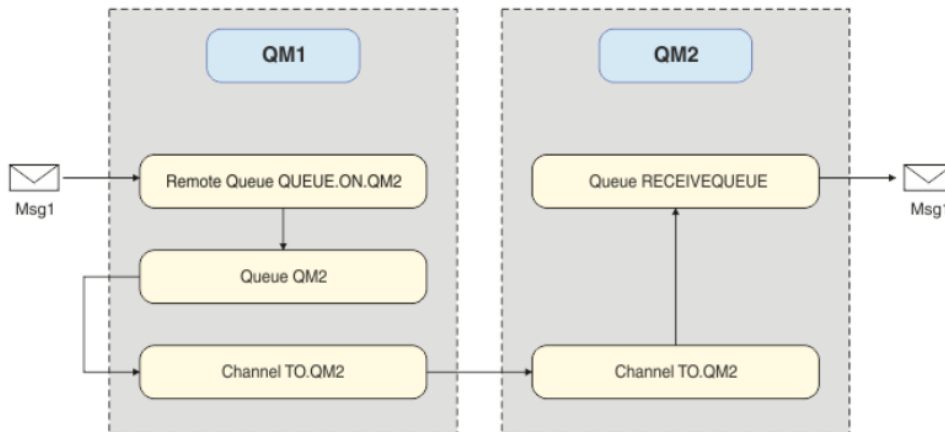 QM1
QM2
Remote Queue QUEUE.ON.QM2
Queue RECEIVEQUEUE
Msg1
Msg1
Queue QM2
Channel TO.QM2
Channel TO.QM2